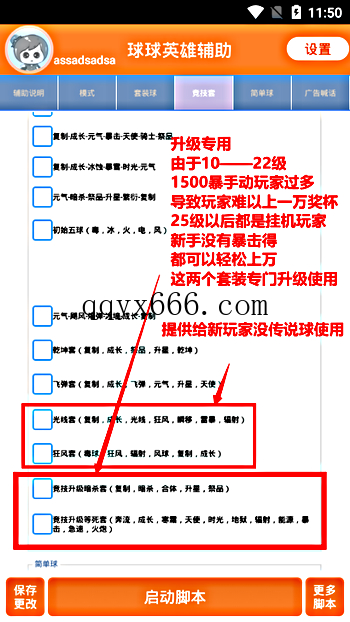 11:50
assadsadsa
球球英雄辅助
设置
辅助说明
模式
套装球
竞技套
简单球
广告喊话
复制-成长-元气-暴击-天使-骑士-祭品
复制-成长-冰蚀-暴雷-时光-元气
元气-暗杀-祭品-升星-繁衍-复制
初始五球（毒，冰，火，电，风）
升级专用
由于10——22级
1500暴手动玩家过多
导致玩家难以上一万奖杯
25级以后都是挂机玩家
新手没有暴击得
都可以轻松上万
这两个套装专门升级使用
qqyx666.com
提供给新玩家没传说球使用
乾坤套（复制，成长，祭品，升星，乾坤）
飞弹套（复制，成长，飞弹，元气，升星，天使）
光线套（复制，成长，光线，狂风，瞬移，雷暴，辐射）
狂风套（毒球，狂风，辐射，风球，复制，成长）
竞技升级暗杀套（复制，暗杀，合体，升星，祭品）
竞技升级等死套（奔流，成长，寒霜，天使，时光，地狱，辐射，能源，暴
击，急速，火炮）
简单球
保存
更改
启动脚本
更多
脚本